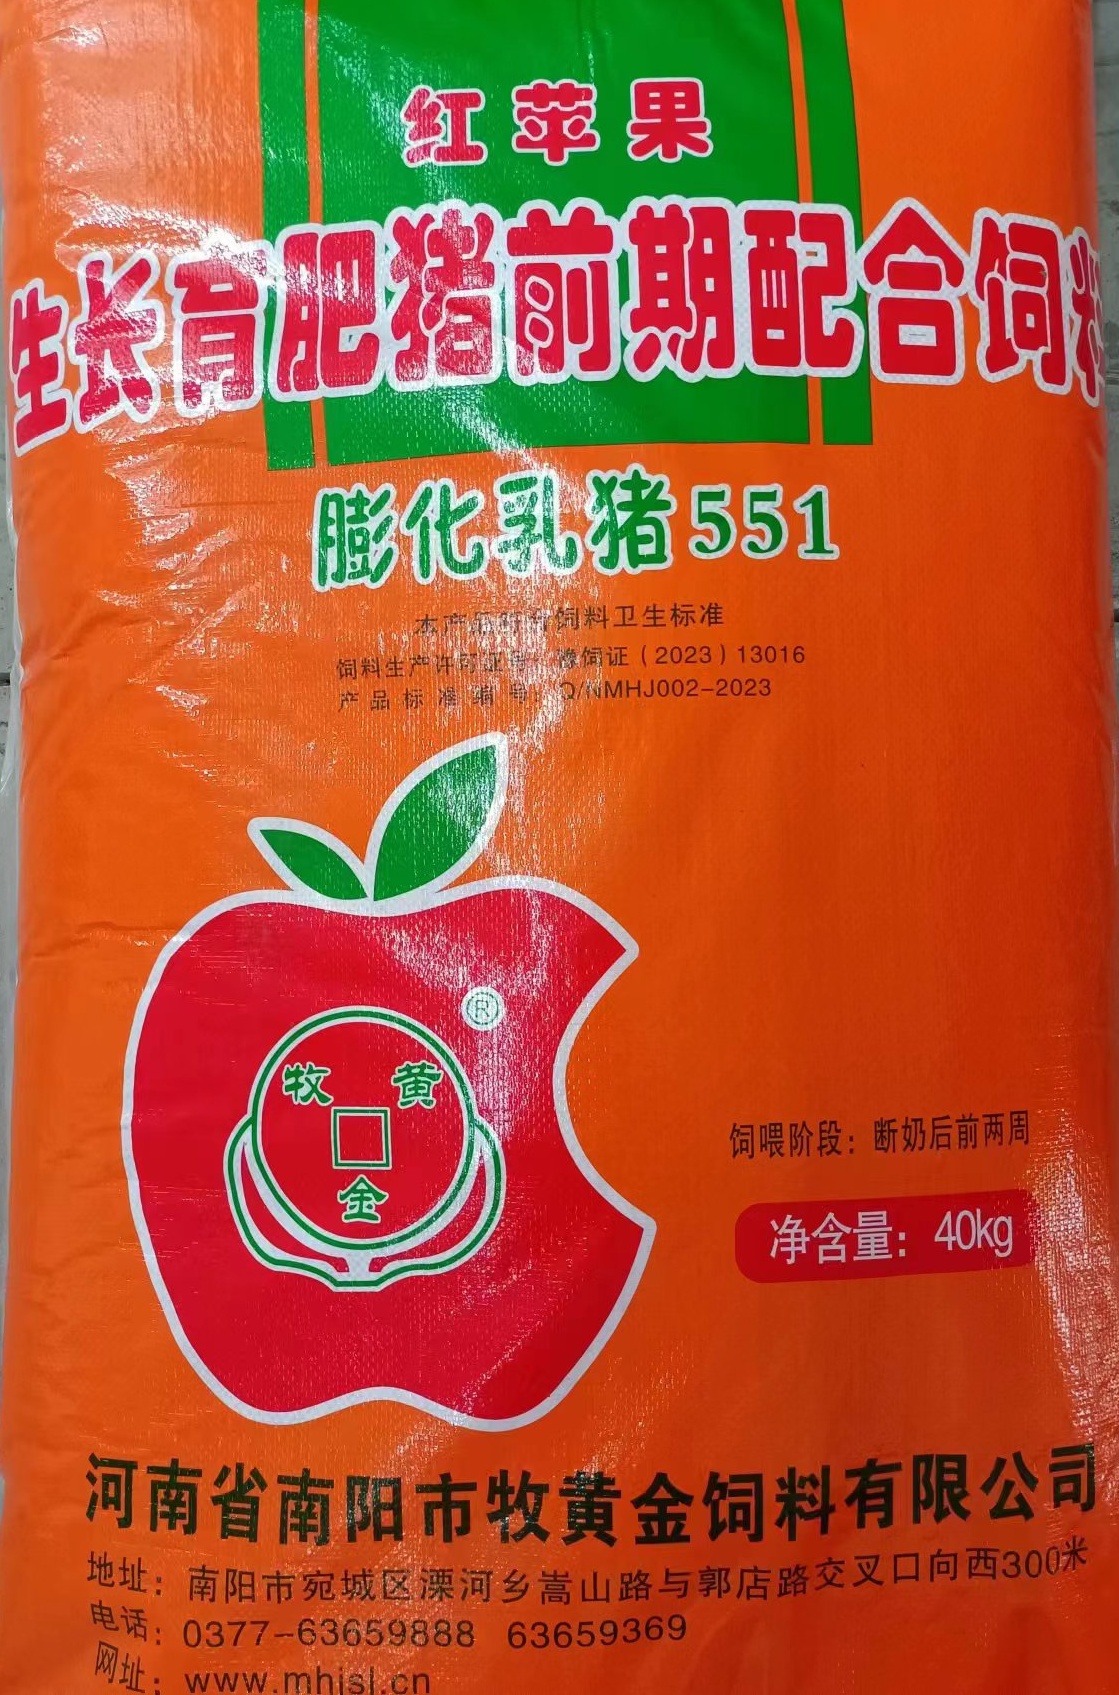 红苹果
生长育肥猪前期配合饲料
膨化乳猪551
本产品符合饲料卫生标准
饲料生产许可证号：豫饲证（2023）13016
产品标准编号：Q/NMHJ002-2023
®
牧 黄
金
饲喂阶段：断奶后前两周
净含量：40kg
河南省南阳市牧黄金饲料有限公司
地址：南阳市宛城区溧河乡嵩山路与郭店路交叉口向西300米
电话：0377-63659888 63659369
网址：www.mhjsl.cn